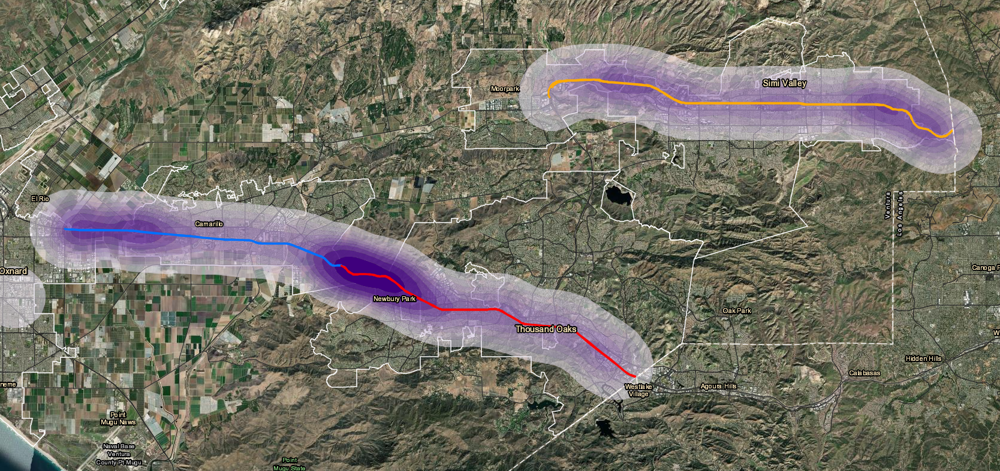 Simi Valley
Moorpark
El Rio
Ventura
Los Angeles
Camarillo
Oxnard
Canoga P
Newbury Park
Oak Park
Thousand Oaks
W
Hidden Hills
Calabasas
neme
Westlake
Village
Agoura Hills
Point
Mugu Naws
Naval Base
Ventura
County Pt Mugu
Point
Mugu State